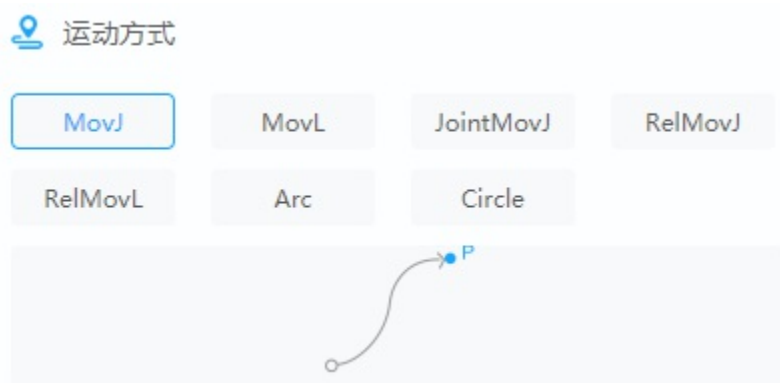 运动方式
MovJ MovL JointMovJ RelMovJ
RelMovL Arc Circle
P